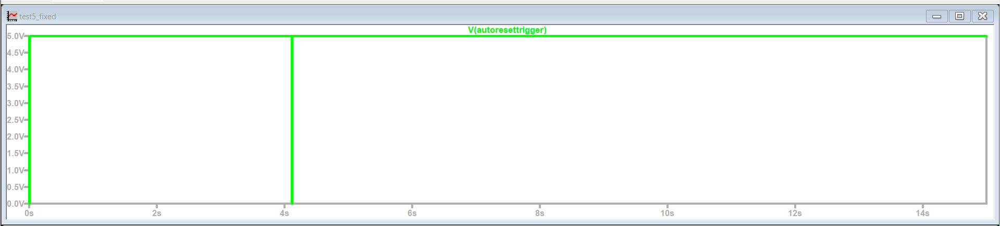 test5_fixed
V(autoresettrigger)
5.0V
4.5V
4.0V
3.5V
3.0V
2.5V
2.0V
1.5V
1.0V
0.5V
0.0V
0s 2s 4s 6s 8s 10s 12s 14s